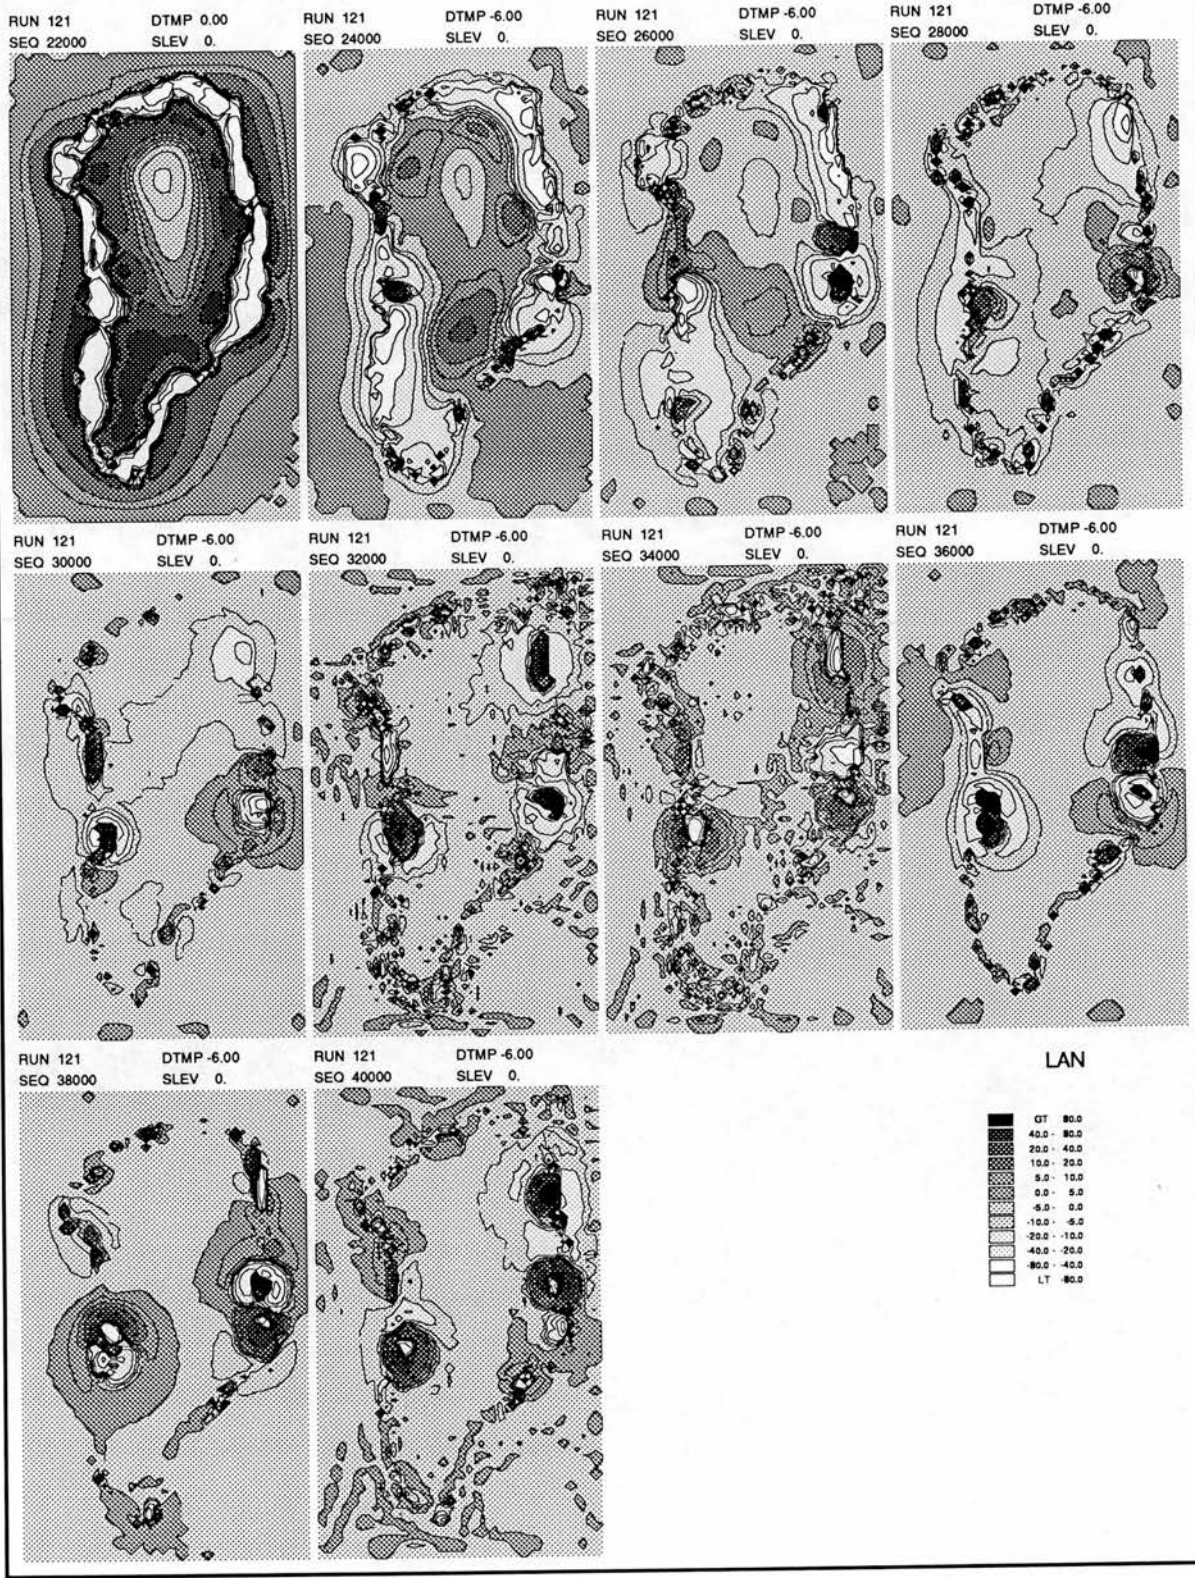 RUN 121 DTMP 0.00
SEQ 22000 SLEV 0.
RUN 121 DTMP -6.00
SEQ 24000 SLEV 0.
RUN 121 DTMP -6.00
SEQ 26000 SLEV 0.
RUN 121 DTMP -6.00
SEQ 28000 SLEV 0.
RUN 121 DTMP -6.00
SEQ 30000 SLEV 0.
RUN 121 DTMP -6.00
SEQ 32000 SLEV 0.
RUN 121 DTMP -6.00
SEQ 34000 SLEV 0.
RUN 121 DTMP -6.00
SEQ 36000 SLEV 0.
RUN 121 DTMP -6.00
SEQ 38000 SLEV 0.
RUN 121 DTMP -6.00
SEQ 40000 SLEV 0.
LAN
GT 80.0
40.0 - 80.0
20.0 - 40.0
10.0 - 20.0
5.0 - 10.0
0.0 - 5.0
-5.0 - 0.0
-10.0 - -5.0
-20.0 - -10.0
-40.0 - -20.0
-80.0 - -40.0
LT -80.0